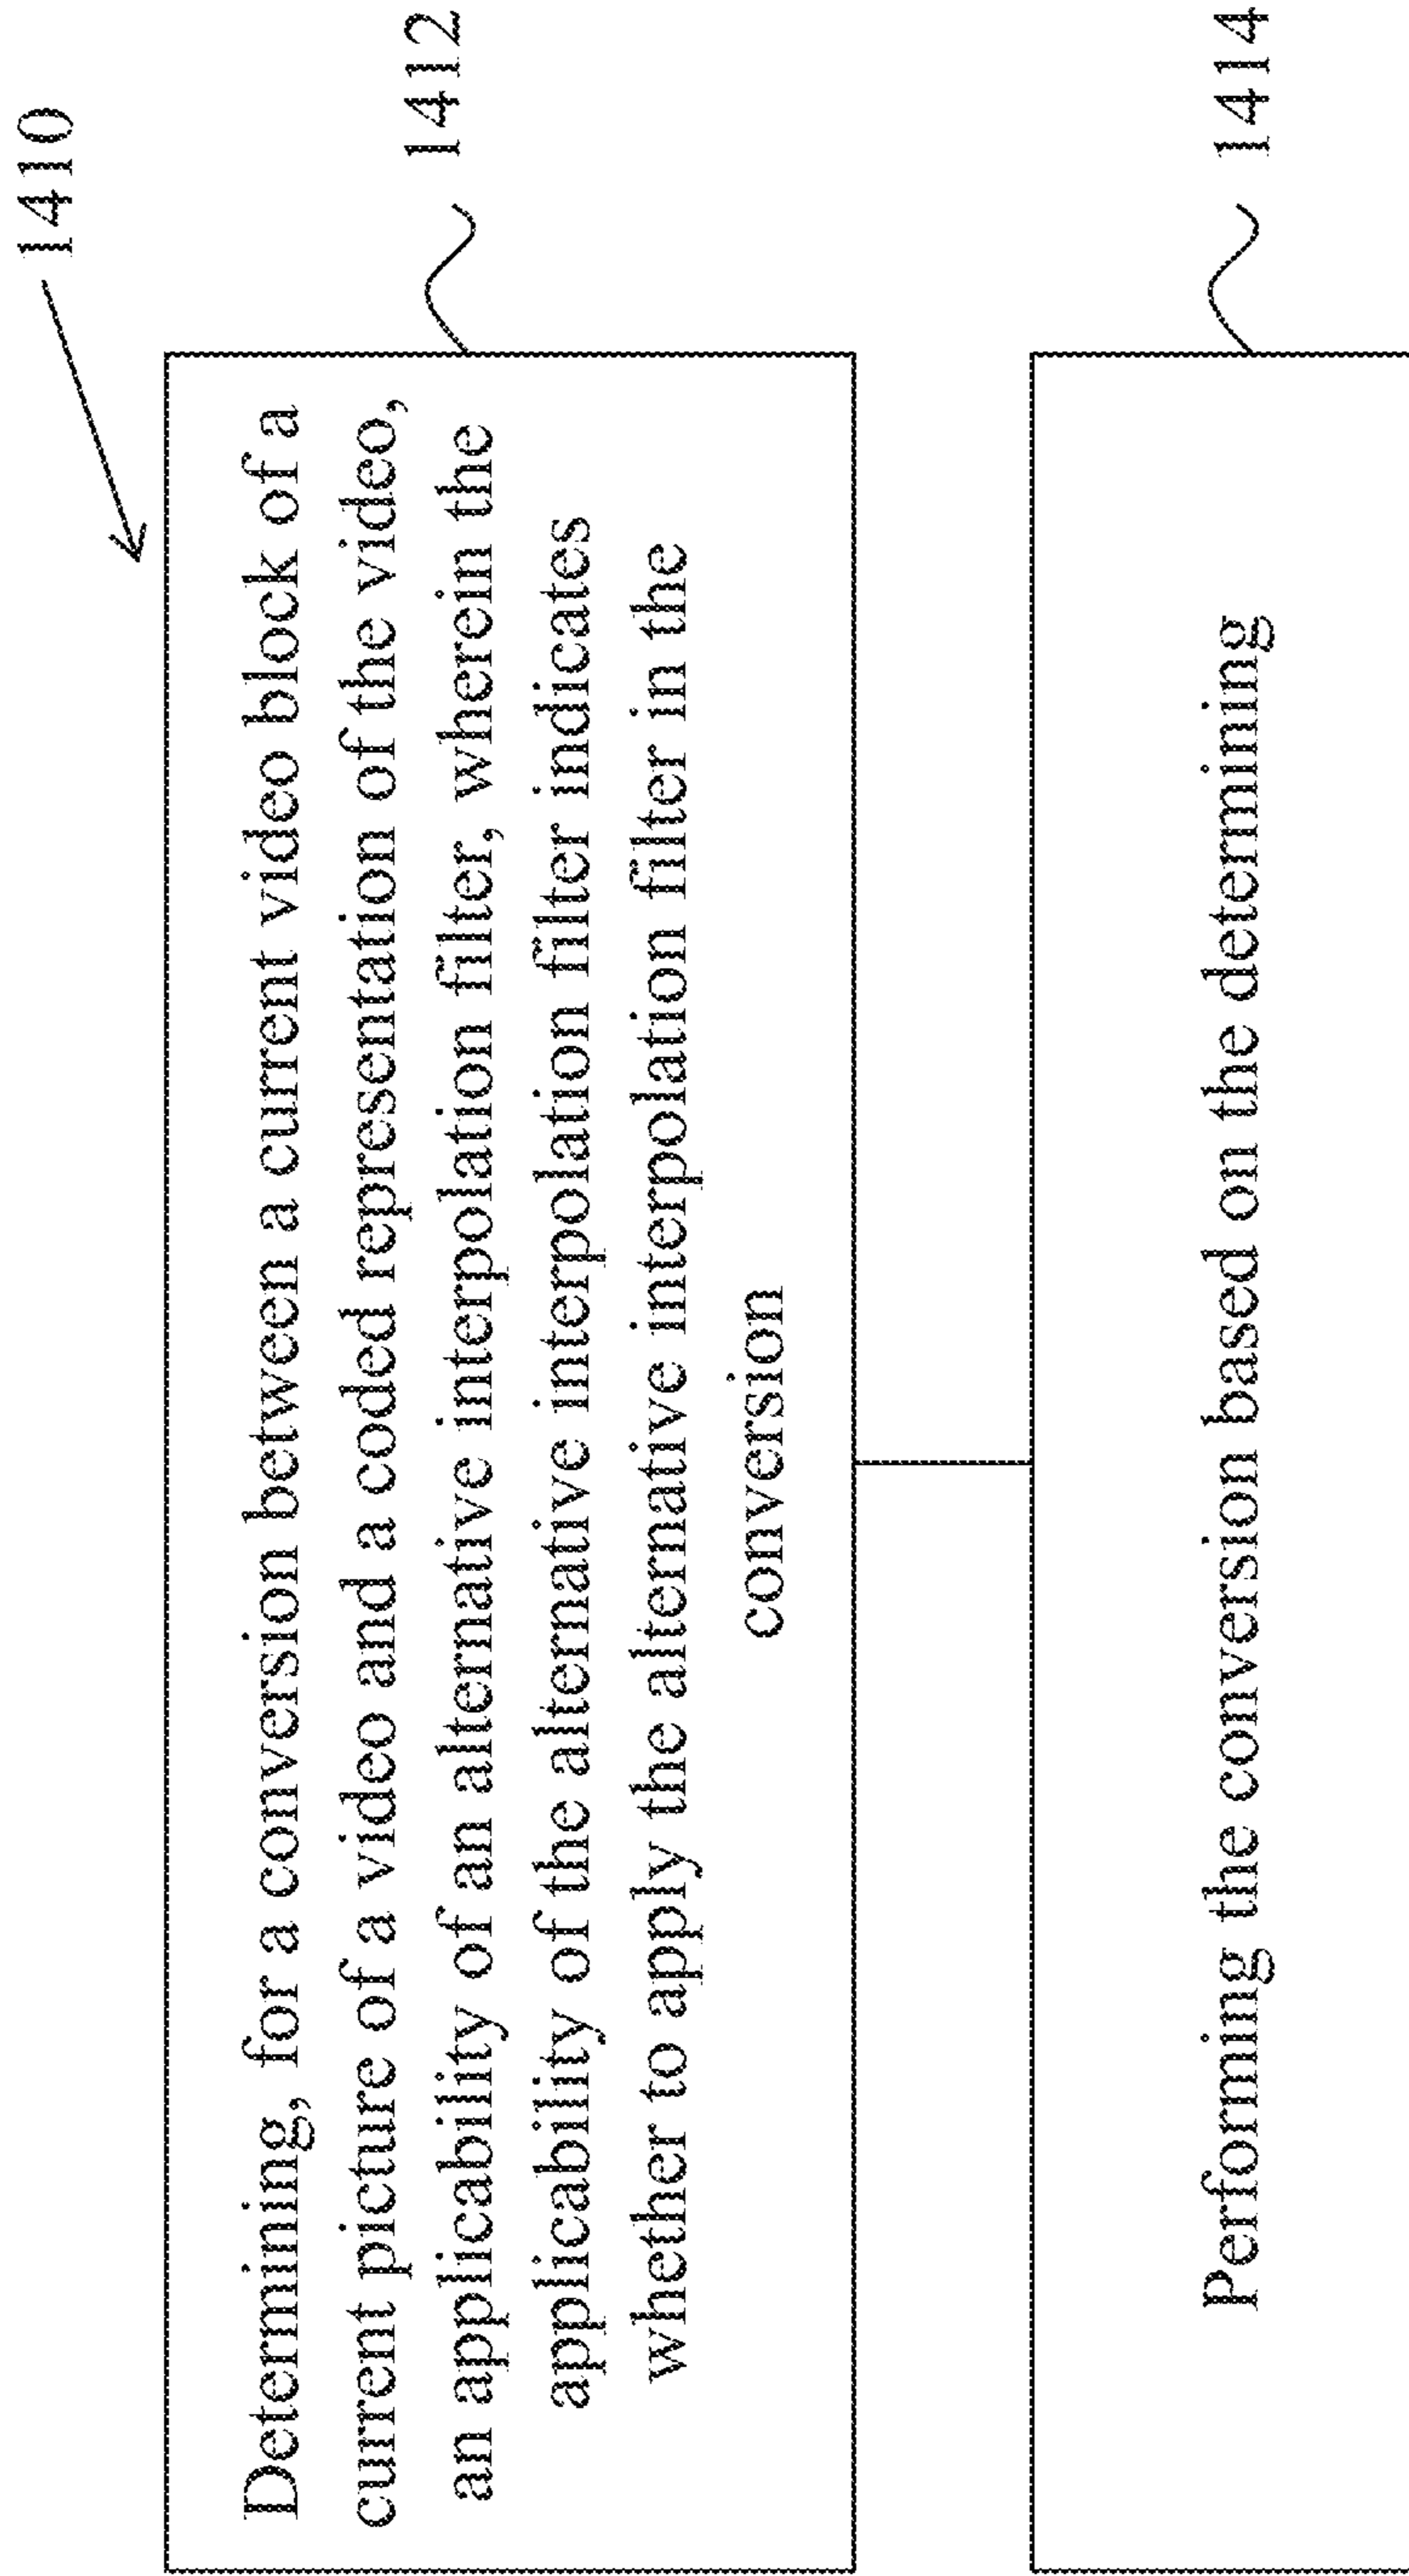 1410
Determining, for a conversion between a current video block of a
current picture of a video and a coded representation of the video,
an applicability of an alternative interpolation filter, wherein the
applicability of the alternative interpolation filter indicates
whether to apply the alternative interpolation filter in the
conversion
1412
Performing the conversion based on the determining
1414